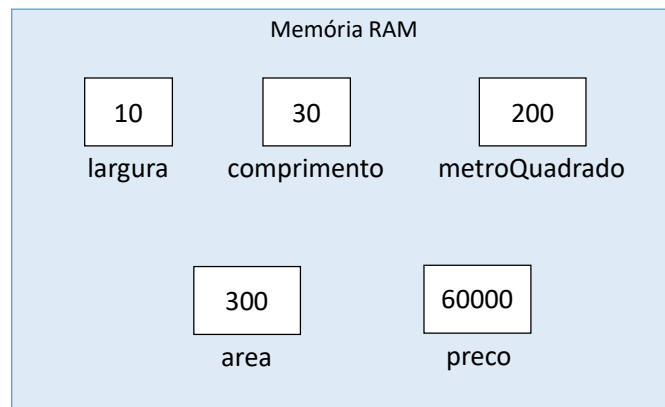 Memória RAM
10 30 200
largura comprimento metroQuadrado
300 60000
area preco